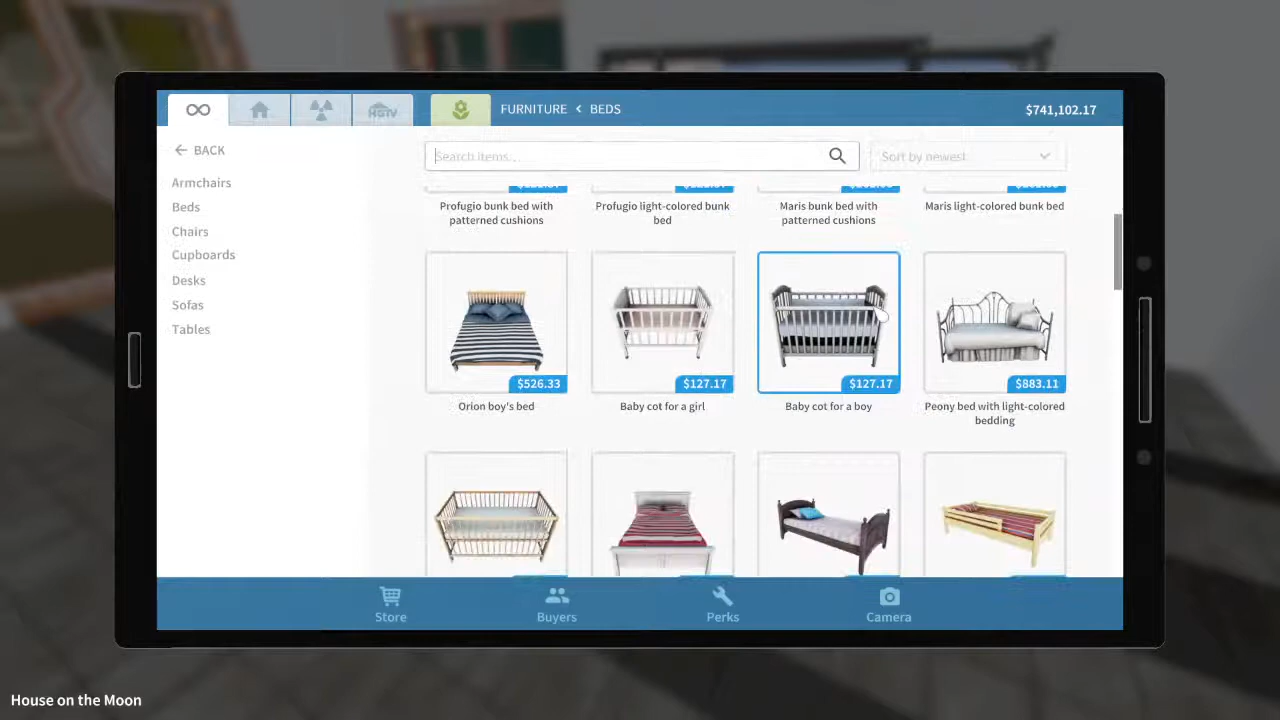 HGTV
FURNITURE < BEDS
$741,102.17
BACK
Search items...
Sort by newest
Armchairs
Beds
Chairs
Cupboards
Desks
Sofas
Tables
Profugio bunk bed with
patterned cushions
Profugio light-colored bunk
bed
Maris bunk bed with
patterned cushions
Maris light-colored bunk bed
$526.33
$127.17
$127.17
$883.11
Orion boy's bed
Baby cot for a girl
Baby cot for a boy
Peony bed with light-colored
bedding
Store
Buyers
Perks
Camera
House on the Moon